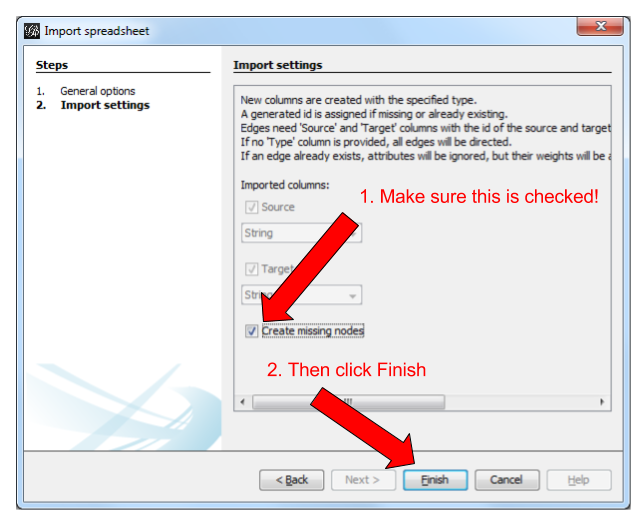 Import spreadsheet
Steps
1. General options
2. Import settings
Import settings
New columns are created with the specified type.
A generated id is assigned if missing or already existing.
Edges need 'Source' and 'Target' columns with the id of the source and target
If no 'Type' column is provided, all edges will be directed.
If an edge already exists, attributes will be ignored, but their weights will be
Imported columns:
1. Make sure this is checked!
Source
String
Target
String
Create missing nodes
2. Then click Finish
< Back
Next >
Finish
Cancel
Help